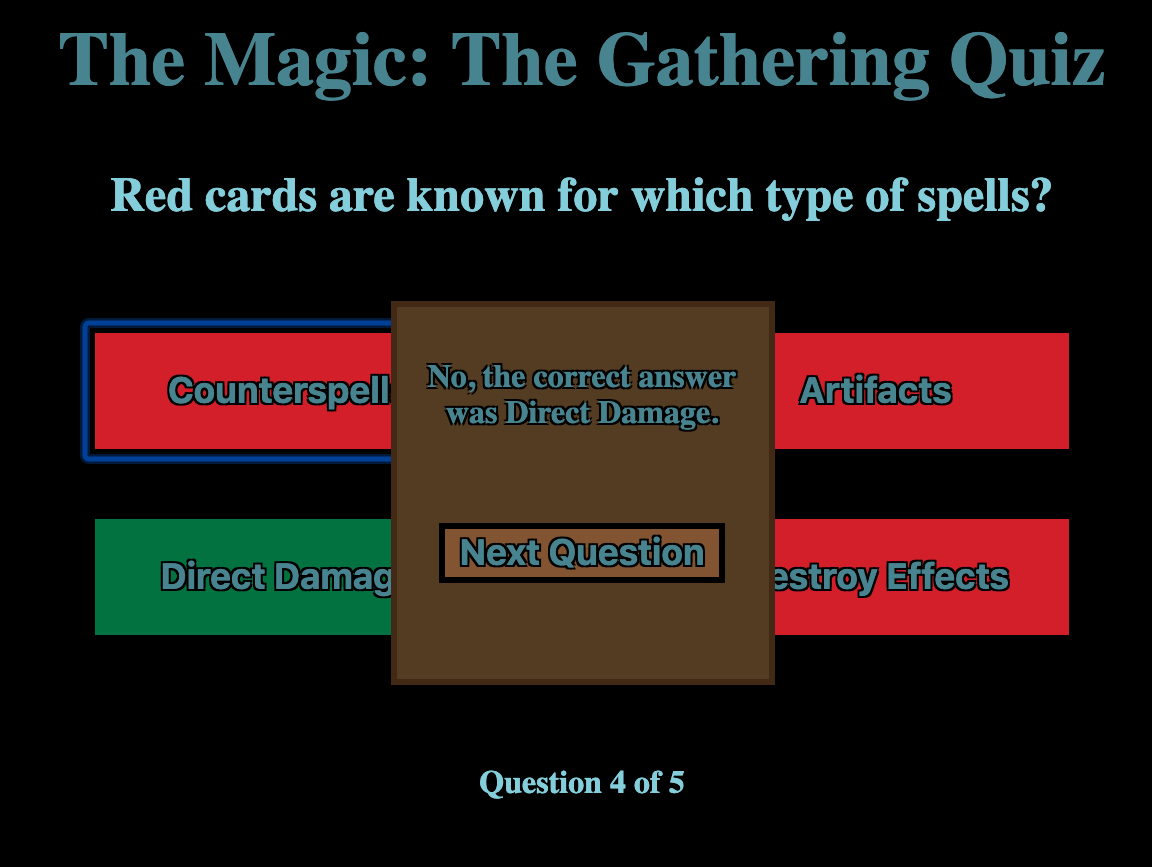 The Magic: The Gathering Quiz
Red cards are known for which type of spells?
Counterspell
Artifacts
No, the correct answer
was Direct Damage.
Next Question
Direct Damag
estroy Effects
Question 4 of 5